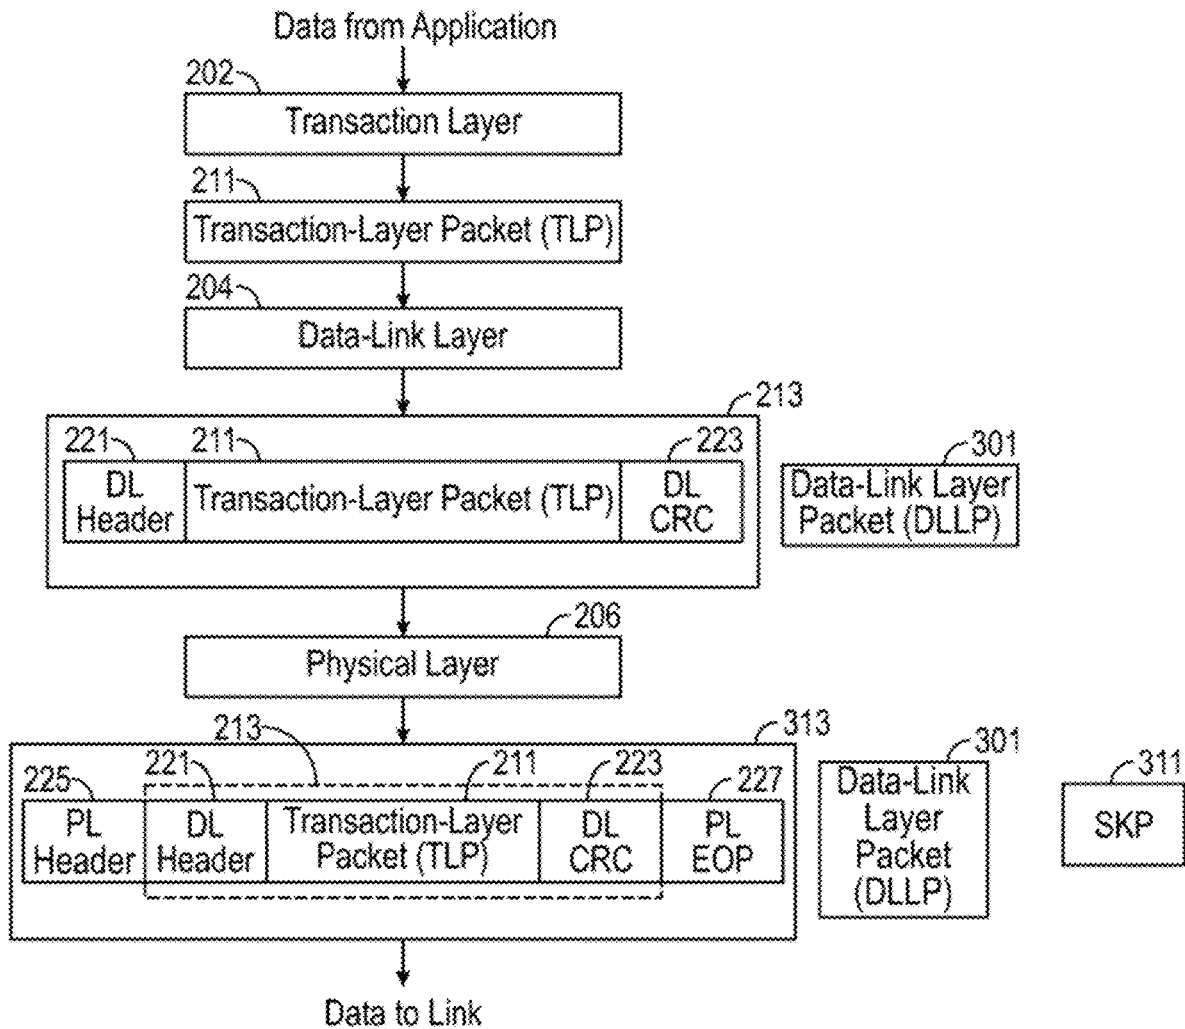 Data from Application
202
Transaction Layer
211
Transaction-Layer Packet (TLP)
204
Data-Link Layer
213
221
211
223
301
DL
Header
Transaction-Layer Packet (TLP)
DL
CRC
Data-Link Layer
Packet (DLLP)
206
Physical Layer
213
313
301
311
225
221
211
223
227
PL
Header
DL
Header
Transaction-Layer
Packet (TLP)
DL
CRC
PL
EOP
Data-Link
Layer
Packet
(DLLP)
SKP
Data to Link